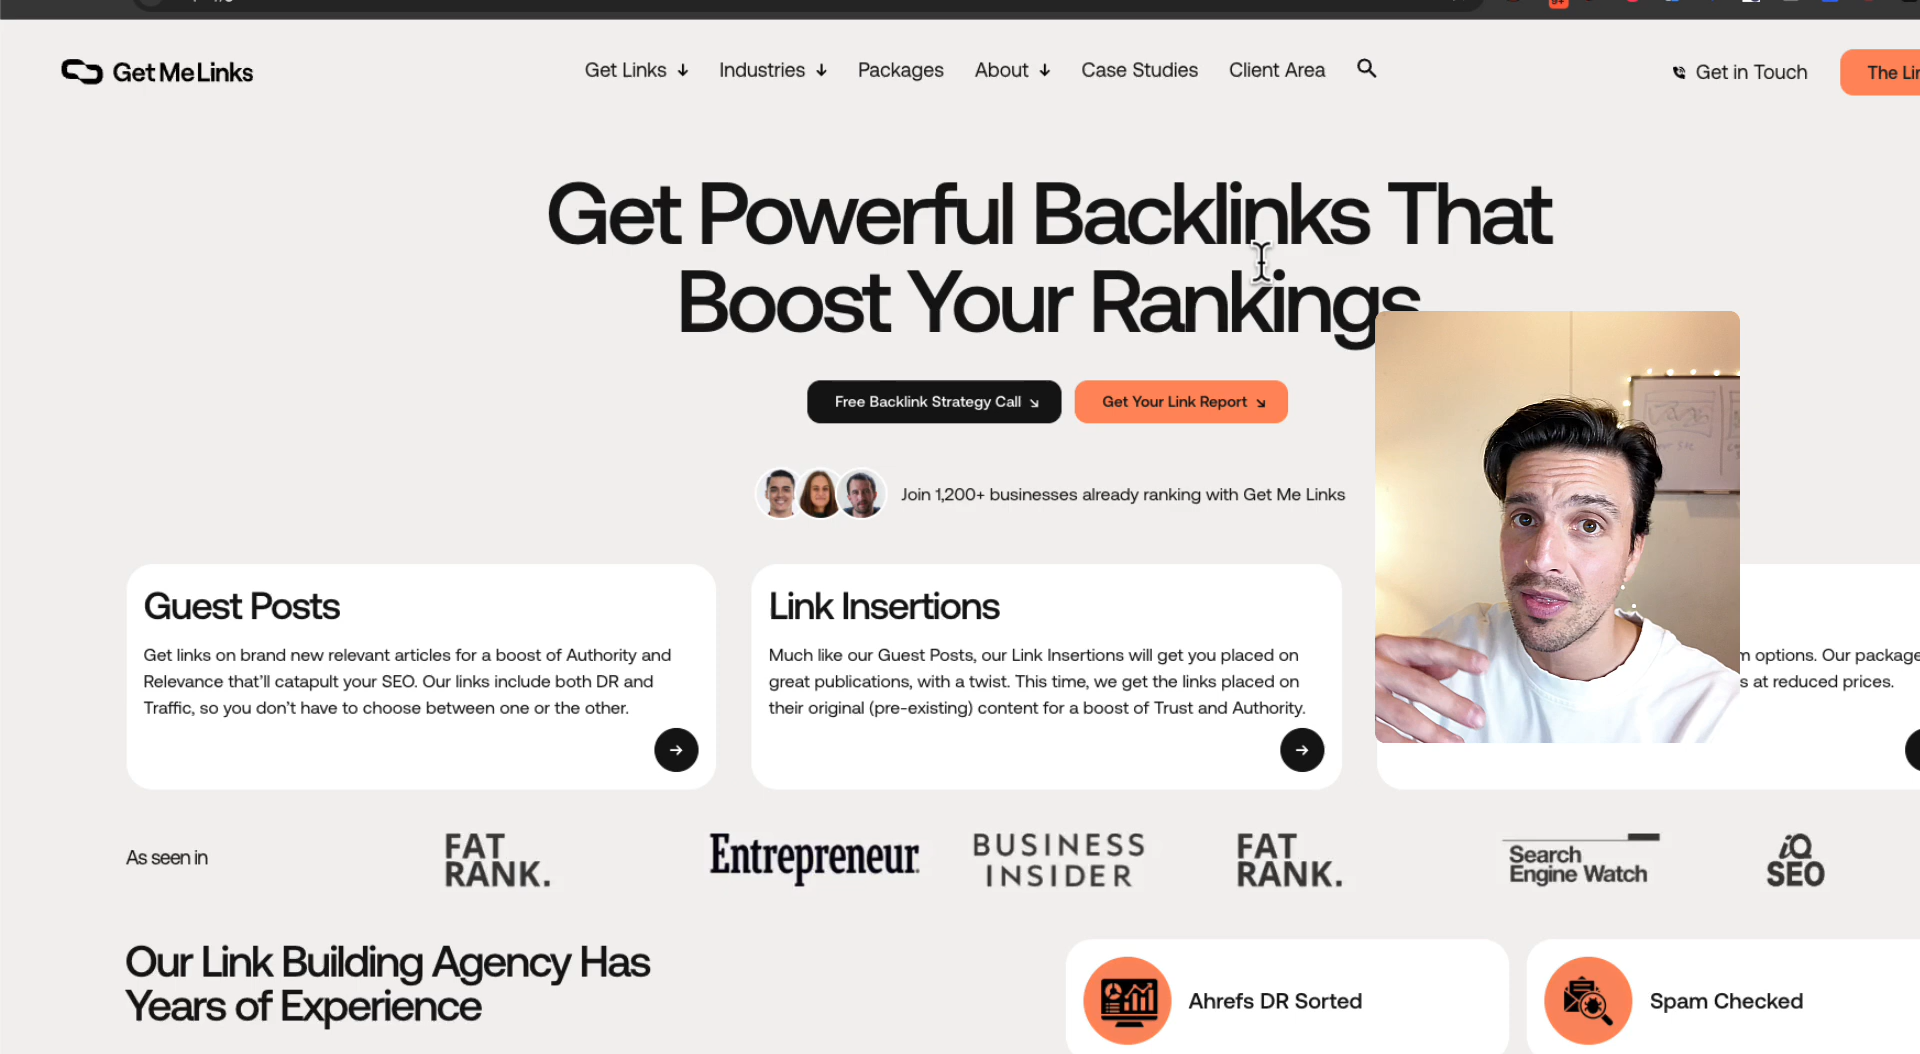 Get Me Links
Get Links
Industries
Packages
About
Case Studies
Client Area
Get in Touch
The
9+
Get Powerful Backlinks That
Boost Your Rankings
Free Backlink Strategy Call
Get Your Link Report
Join 1,200+ businesses already ranking with Get Me Links
Guest Posts
Get links on brand new relevant articles for a boost of Authority and
Relevance that'll catapult your SEO. Our links include both DR and
Traffic, so you don't have to choose between one or the other.
Link Insertions
Much like our Guest Posts, our Link Insertions will get you placed on
great publications, with a twist. This time, we get the links placed on
their original (pre-existing) content for a boost of Trust and Authority.
options. Our package
at reduced prices.
As seen in
FAT
RANK.
Entrepreneur
BUSINESS
INSIDER
FAT
RANK.
Search
Engine Watch
iQ
SEO
Our Link Building Agency Has
Years of Experience
Ahrefs DR Sorted
Spam Checked